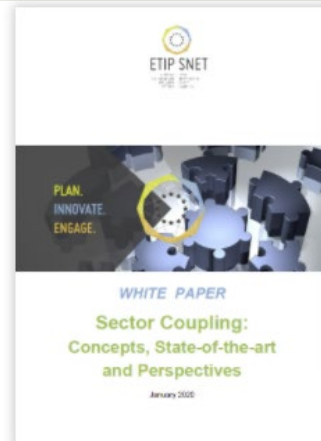 ETIP SNET
PLAN.
INNOVATE.
ENGAGE.
WHITE PAPER
Sector Coupling:
Concepts, State-of-the-art
and Perspectives
January 2020